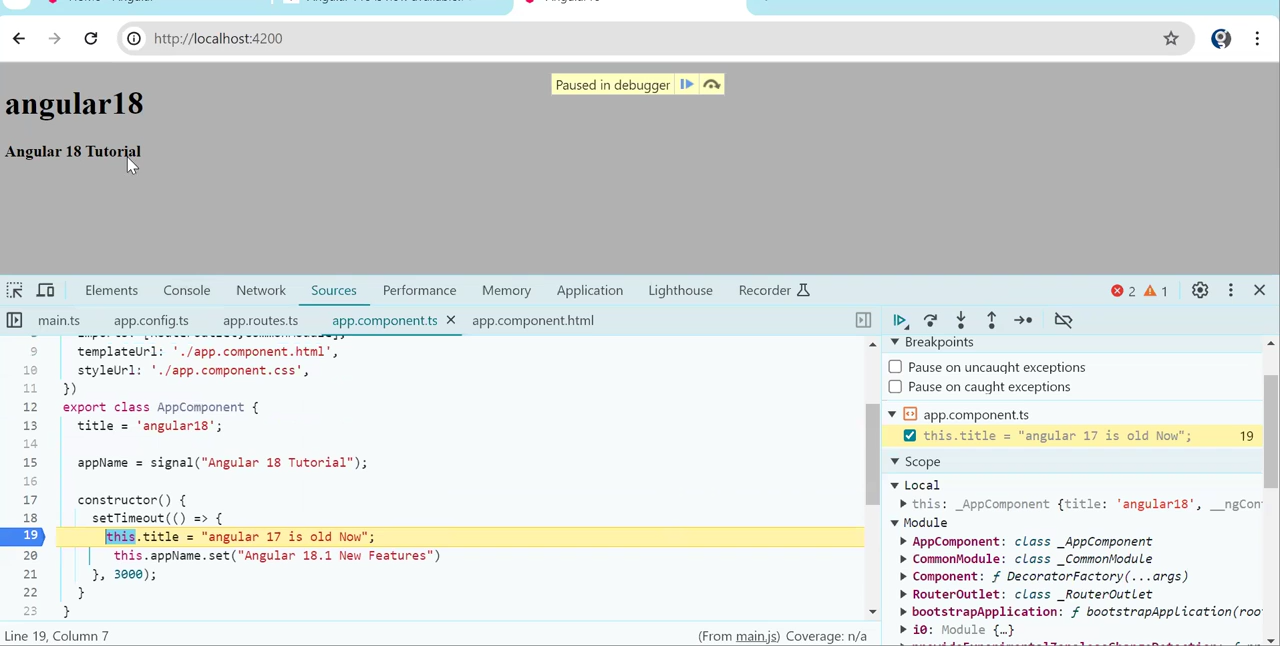 http://localhost:4200
Paused in debugger
angular18
Angular 18 Tutorial
Elements Console Network Sources Performance Memory Application Lighthouse Recorder 2 1
main.ts app.config.ts app.routes.ts app.component.ts app.component.html
9 templateUrl: './app.component.html',
10 styleUrl: './app.component.css',
11 })
12 export class AppComponent {
13 title = 'angular18';
14
15 appName = signal("Angular 18 Tutorial");
16
17 constructor() {
18 setTimeout(() => {
19 this.title = "angular 17 is old Now";
20 this.appName.set("Angular 18.1 New Features")
21 }, 3000);
22 }
23 }
Line 19, Column 7 (From main.js) Coverage: n/a
Breakpoints
Pause on uncaught exceptions
Pause on caught exceptions
app.component.ts
this.title = "angular 17 is old Now"; 19
Scope
Local
this: _AppComponent {title: 'angular18', __ngCon
Module
AppComponent: class _AppComponent
CommonModule: class _CommonModule
Component: ƒ DecoratorFactory(...args)
RouterOutlet: class _RouterOutlet
bootstrapApplication: ƒ bootstrapApplication(roo
i0: Module {…}